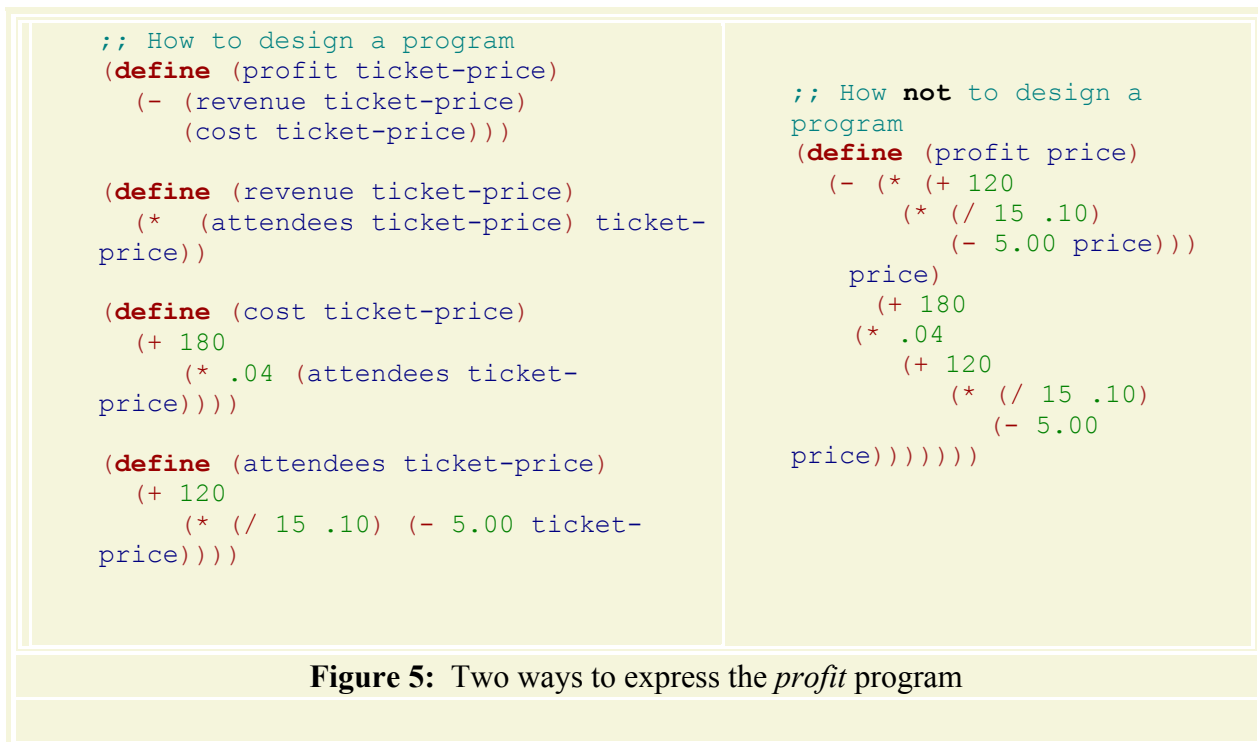 ;; How to design a program
(define (profit ticket-price)
(- (revenue ticket-price)
(cost ticket-price)))
(define (revenue ticket-price)
(* (attendees ticket-price) ticket-
price))
(define (cost ticket-price)
(+ 180
(* .04 (attendees ticket-
price))))
(define (attendees ticket-price)
(+ 120
(* (/ 15 .10) (- 5.00 ticket-
price))))
;; How not to design a
program
(define (profit price)
(- (* (+ 120
(* (/ 15 .10)
(- 5.00 price)))
price)
(+ 180
(* .04
(+ 120
(* (/ 15 .10)
(- 5.00
price)))))))
Figure 5: Two ways to express the profit program